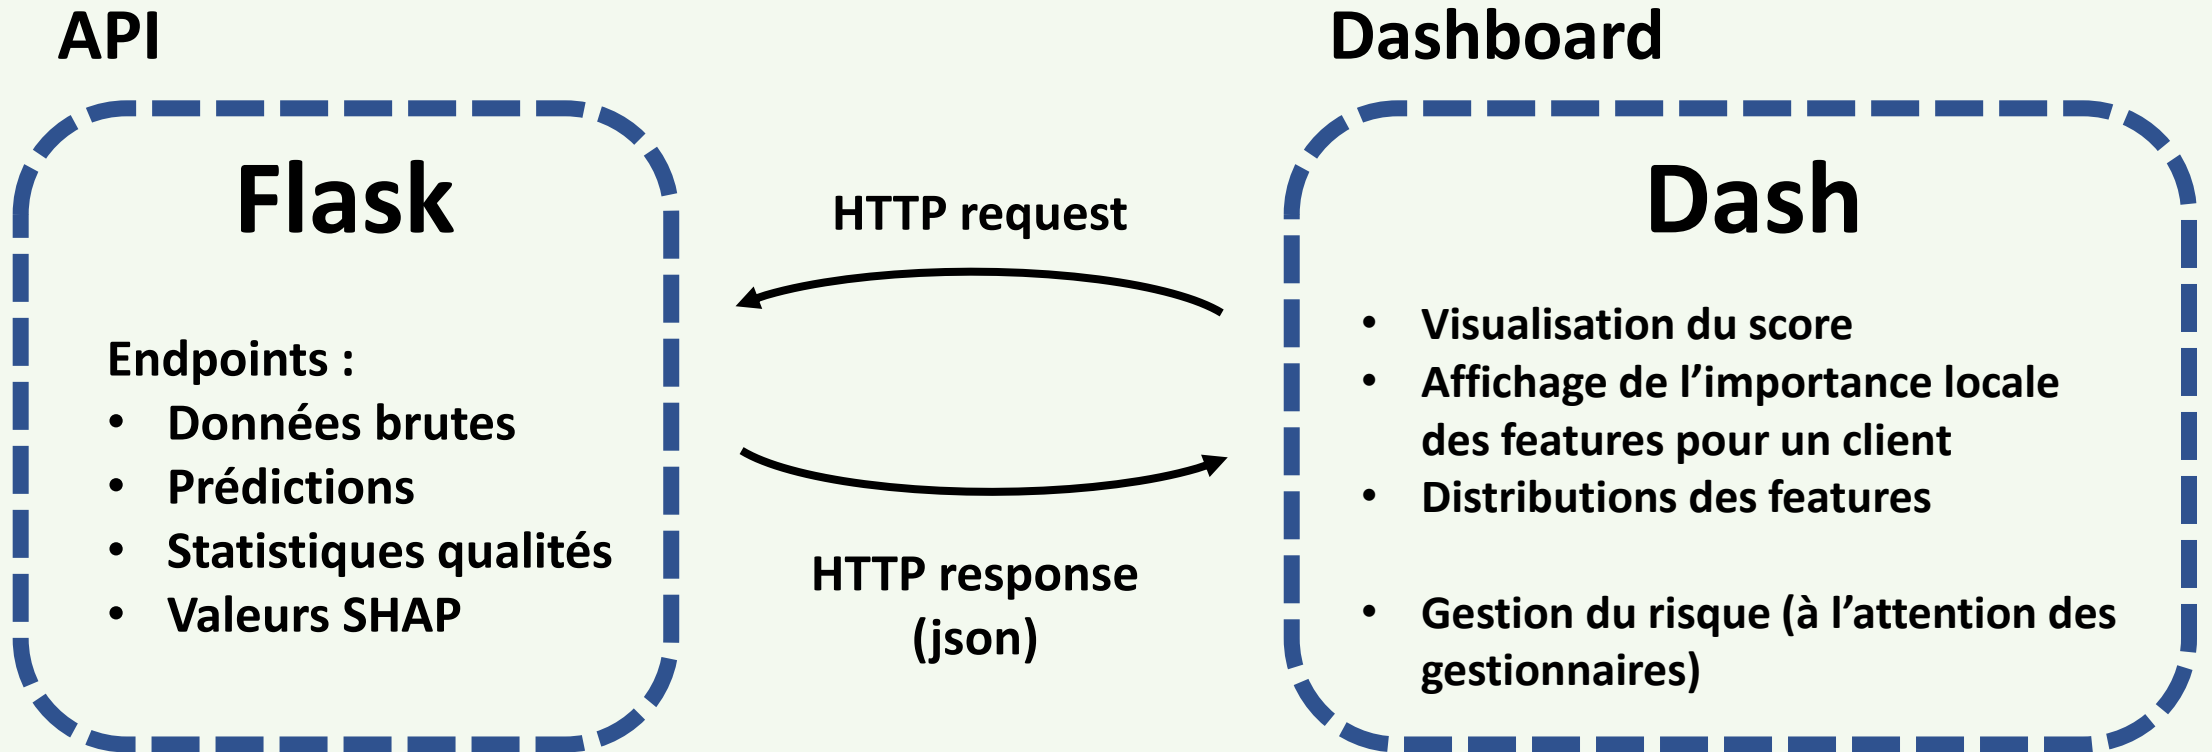 API
Flask
Endpoints :
• Données brutes
• Prédictions
• Statistiques qualités
• Valeurs SHAP
HTTP request
HTTP response
(json)
Dashboard
Dash
• Visualisation du score
• Affichage de l’importance locale
des features pour un client
• Distributions des features
• Gestion du risque (à l’attention des
gestionnaires)